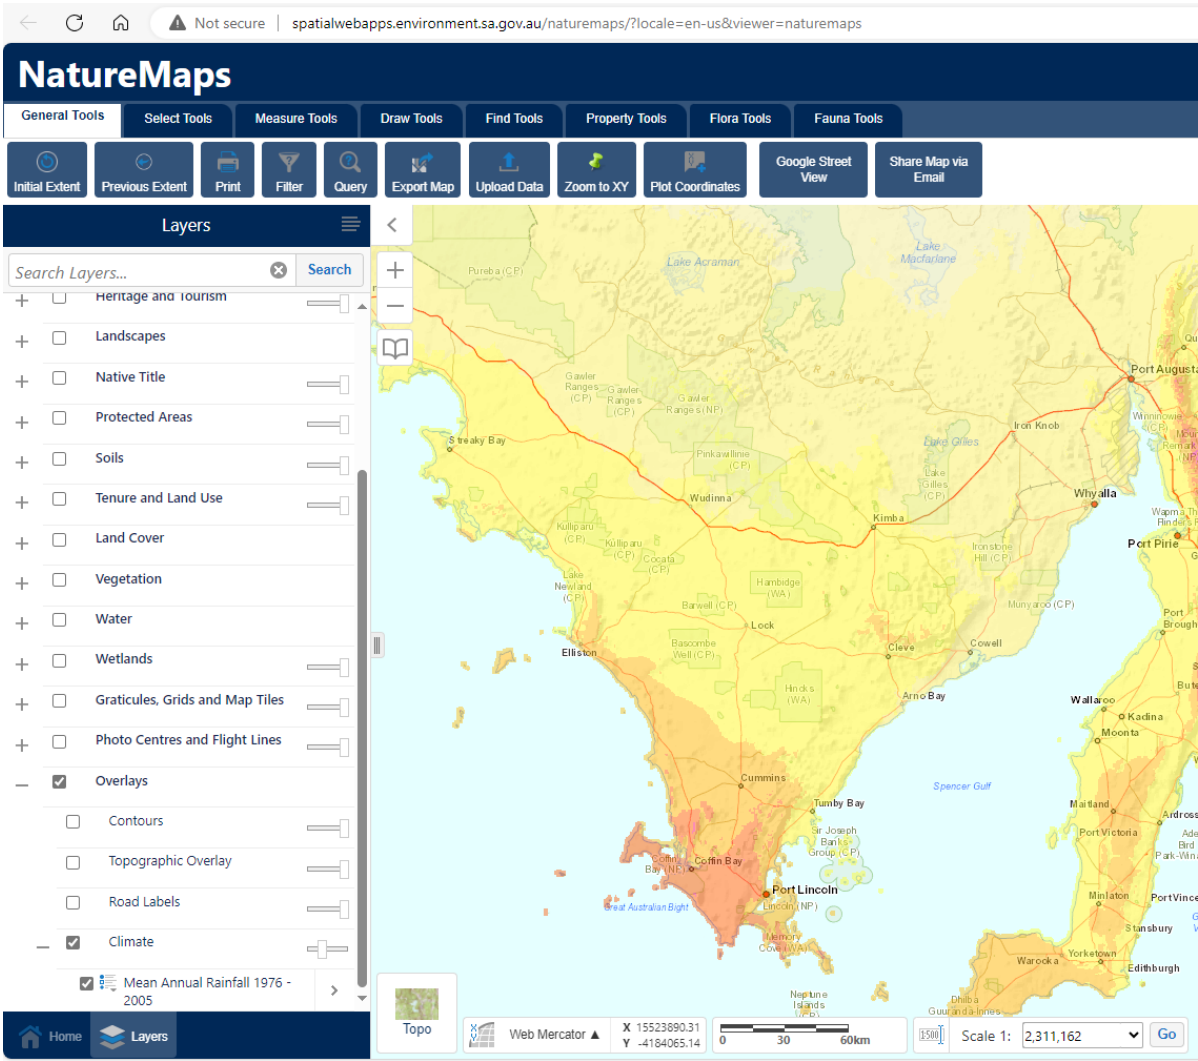 Not secure | spatialwebapps.environment.sa.gov.au/naturemaps/?locale=en-us&viewer=naturemaps
NatureMaps
General Tools
Select Tools
Measure Tools
Draw Tools
Find Tools
Property Tools
Flora Tools
Fauna Tools
Initial Extent
Previous Extent
Print
Filter
Query
Export Map
Upload Data
Zoom to XY
Plot Coordinates
Google Street
View
Share Map via
Email
Layers
Search Layers...
Search
Heritage and Tourism
Landscapes
Native Title
Protected Areas
Soils
Tenure and Land Use
Land Cover
Vegetation
Water
Wetlands
Graticules, Grids and Map Tiles
Photo Centres and Flight Lines
Overlays
Contours
Topographic Overlay
Road Labels
Climate
Mean Annual Rainfall 1976 -
2005
Home
Layers
Pureba (CP)
Lake Acraman
Lake
Macfarlane
Port Augusta
Gawler
Ranges
(CP)
Gawler
Ranges
(CP)
Gawler
Ranges (NP)
Iron Knob
Streaky Bay
Lake Gilles
Pinkawillinie
(CP)
Lake
Gilles
(CP)
Wudinna
Whyalla
Kimba
Kulliparu
(CP)
Kulliparu
(CP)
Cocata
(CP)
Ironstone
Hill (CP)
Port Pirie
Lake
Newland
(CP)
Hambidge
(WA)
Barwell (CP)
Munyaroo (CP)
Lock
Port
Brough
Elliston
Bascombe
Well (CP)
Cleve
Cowell
Hincks
(WA)
Arno Bay
Wallaroo
Kadina
Moonta
Cummins
Spencer Gulf
Tumby Bay
Maitland
Ardross
Sir Joseph
Banks
Group (CP)
Port Victoria
Coffin
Bay (NP)
Coffin Bay
Port Lincoln
Lincoln (NP)
Great Australian Bight
Minlaton
Port Vince
Stansbury
Memory
Cove (WA)
Warooka
Yorketown
Edithburgh
Neptune
Islands
(CP)
Dhilba
Guuranda-Innes
Topo
Web Mercator ▲
X 15523890.31
Y -4184065.14
0 30 60km
1:500
Scale 1:
2,311,162
Go